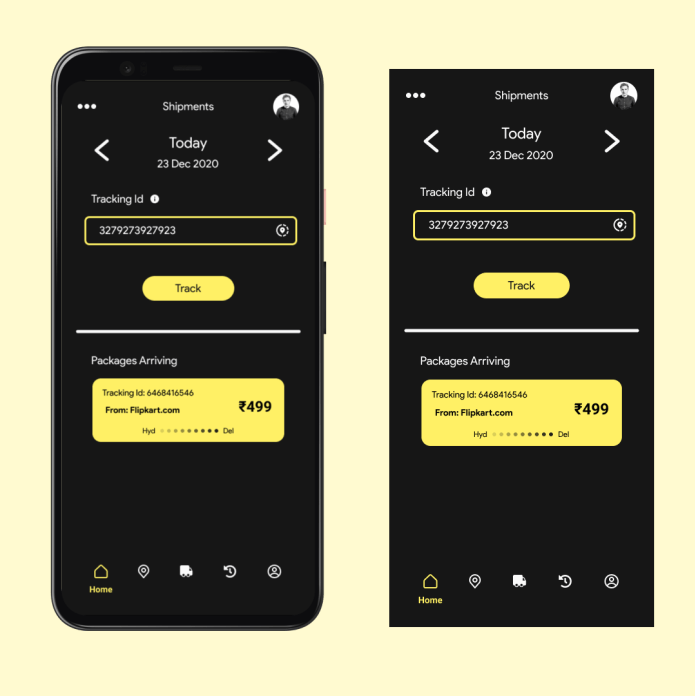 Shipments
Today
23 Dec 2020
Tracking Id
3279273927923
Track
Packages Arriving
Tracking Id: 6468416546
From: Flipkart.com
₹499
Hyd Del
Home
Shipments
Today
23 Dec 2020
Tracking Id
3279273927923
Track
Packages Arriving
Tracking Id: 6468416546
From: Flipkart.com
₹499
Hyd Del
Home